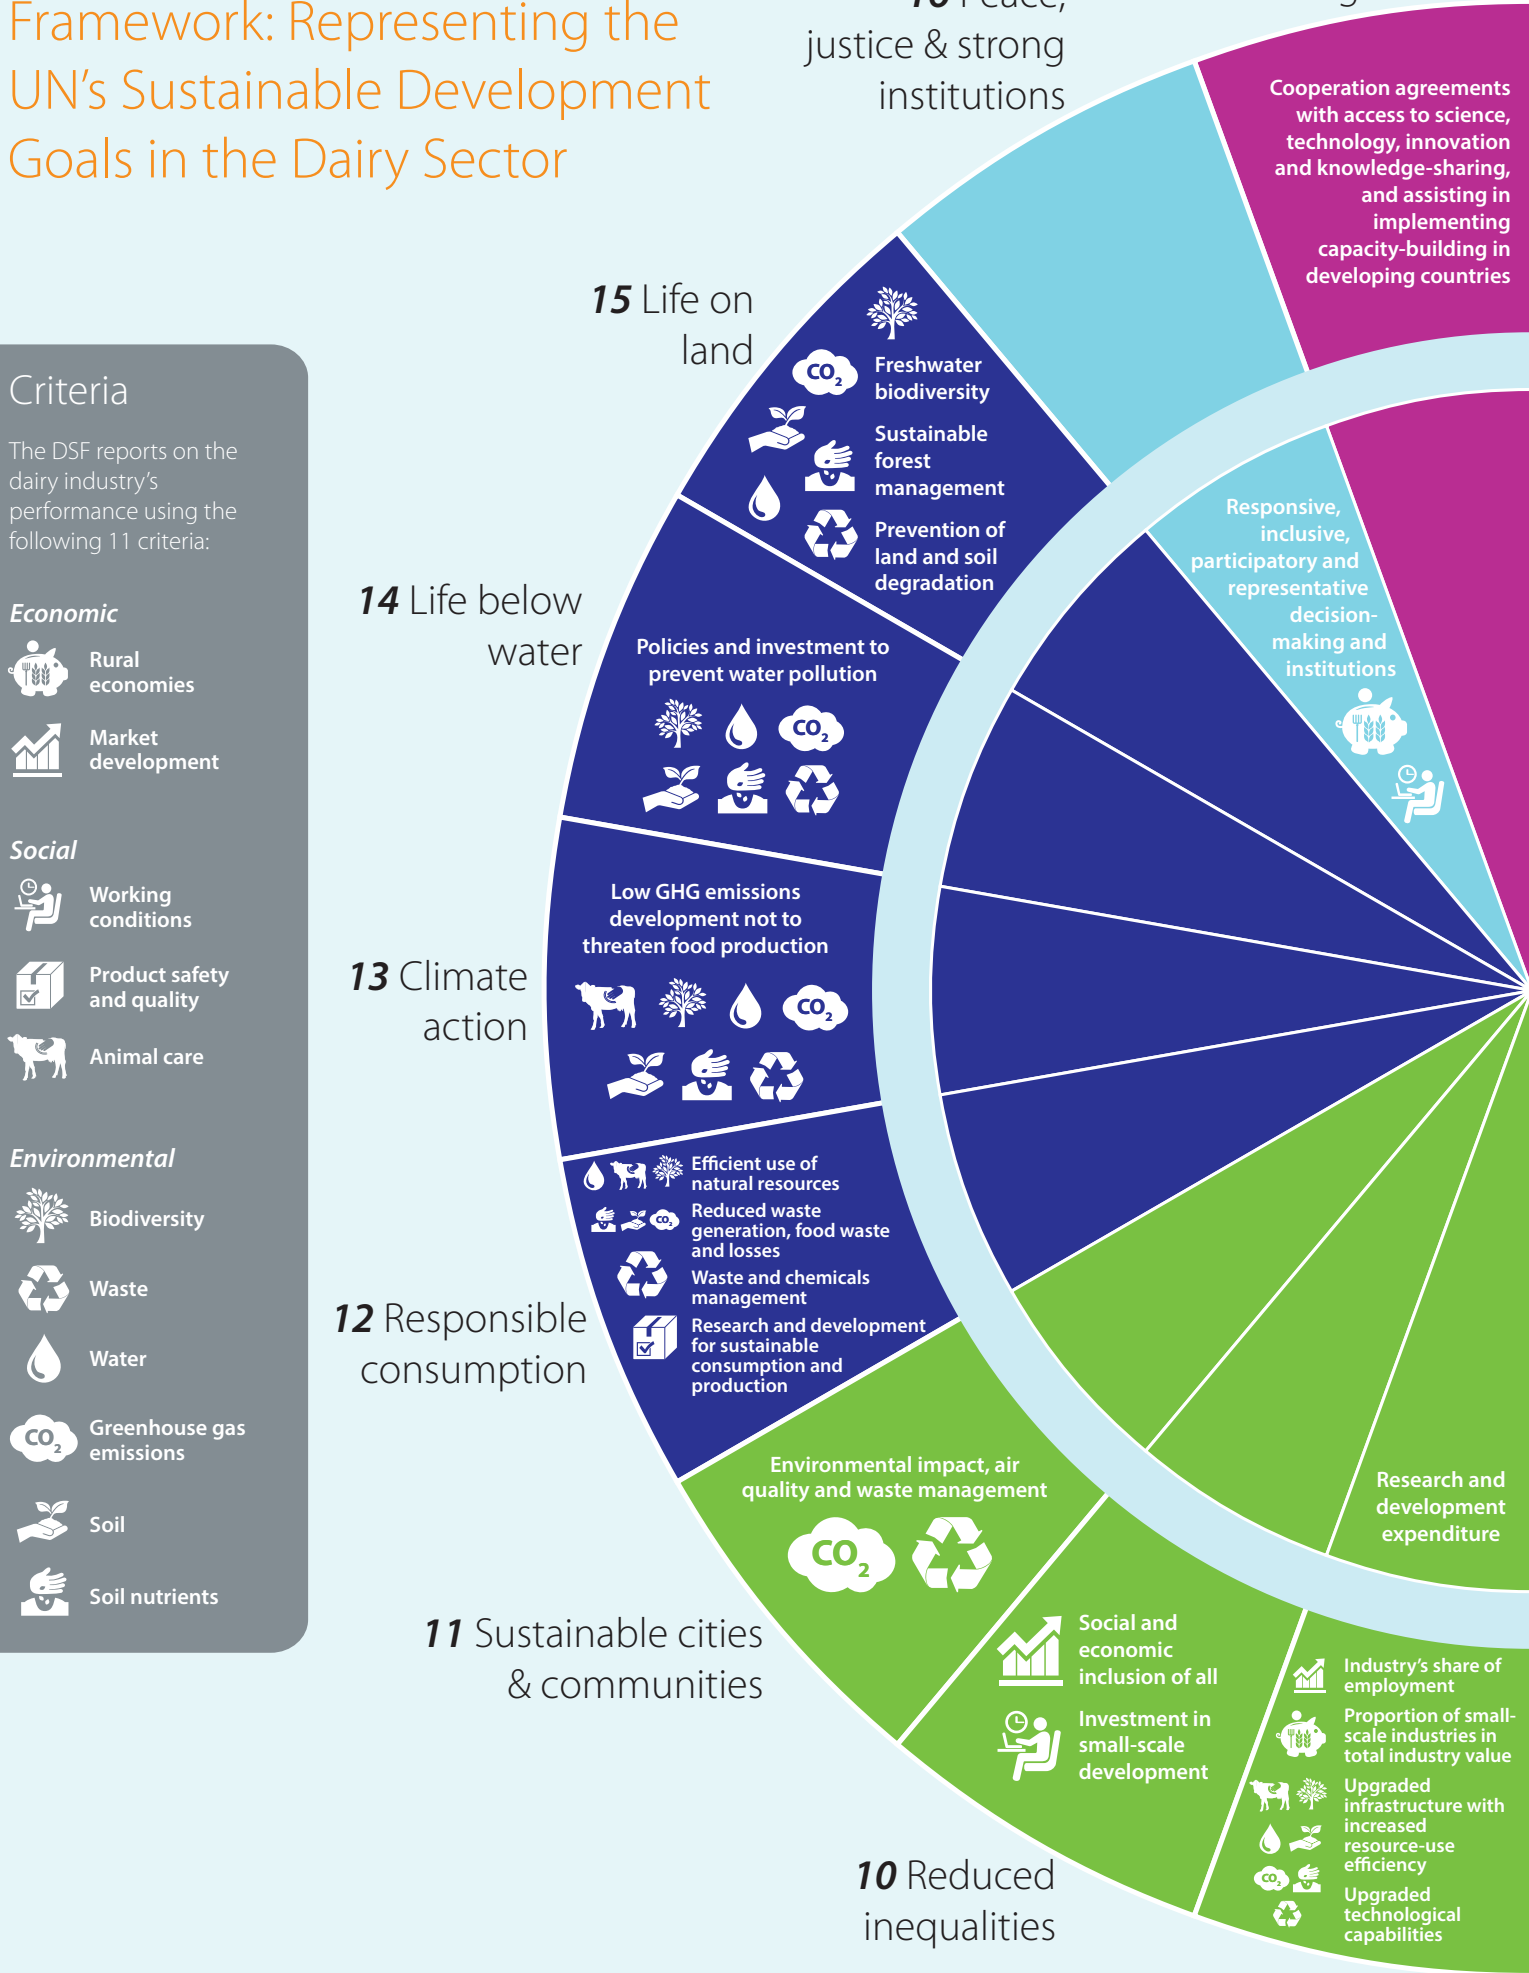 Framework: Representing the
UN's Sustainable Development
Goals in the Dairy Sector
Criteria
The DSF reports on the
dairy industry's
performance using the
following 11 criteria:
Economic
Rural
economies
Market
development
Social
Working
conditions
Product safety
and quality
Animal care
Environmental
Biodiversity
Waste
Water
CO2
Greenhouse gas
emissions
Soil
Soil nutrients
16 Peace,
justice & strong
institutions
Cooperation agreements
with access to science,
technology, innovation
and knowledge-sharing,
and assisting in
implementing
capacity-building in
developing countries
Responsive,
inclusive,
participatory and
representative
decision-
making and
institutions
15 Life on
land
CO2
Freshwater
biodiversity
Sustainable
forest
management
Prevention of
land and soil
degradation
14 Life below
water
Policies and investment to
prevent water pollution
CO2
13 Climate
action
Low GHG emissions
development not to
threaten food production
CO2
12 Responsible
consumption
Efficient use of
natural resources
CO2
Reduced waste
generation, food waste
and losses
Waste and chemicals
management
Research and development
for sustainable
consumption and
production
11 Sustainable cities
& communities
Environmental impact, air
quality and waste management
CO2
10 Reduced
inequalities
Social and
economic
inclusion of all
Investment in
small-scale
development
Research and
development
expenditure
Industry's share of
employment
Proportion of small-
scale industries in
total industry value
Upgraded
infrastructure with
increased
resource-use
efficiency
CO2
Upgraded
technological
capabilities